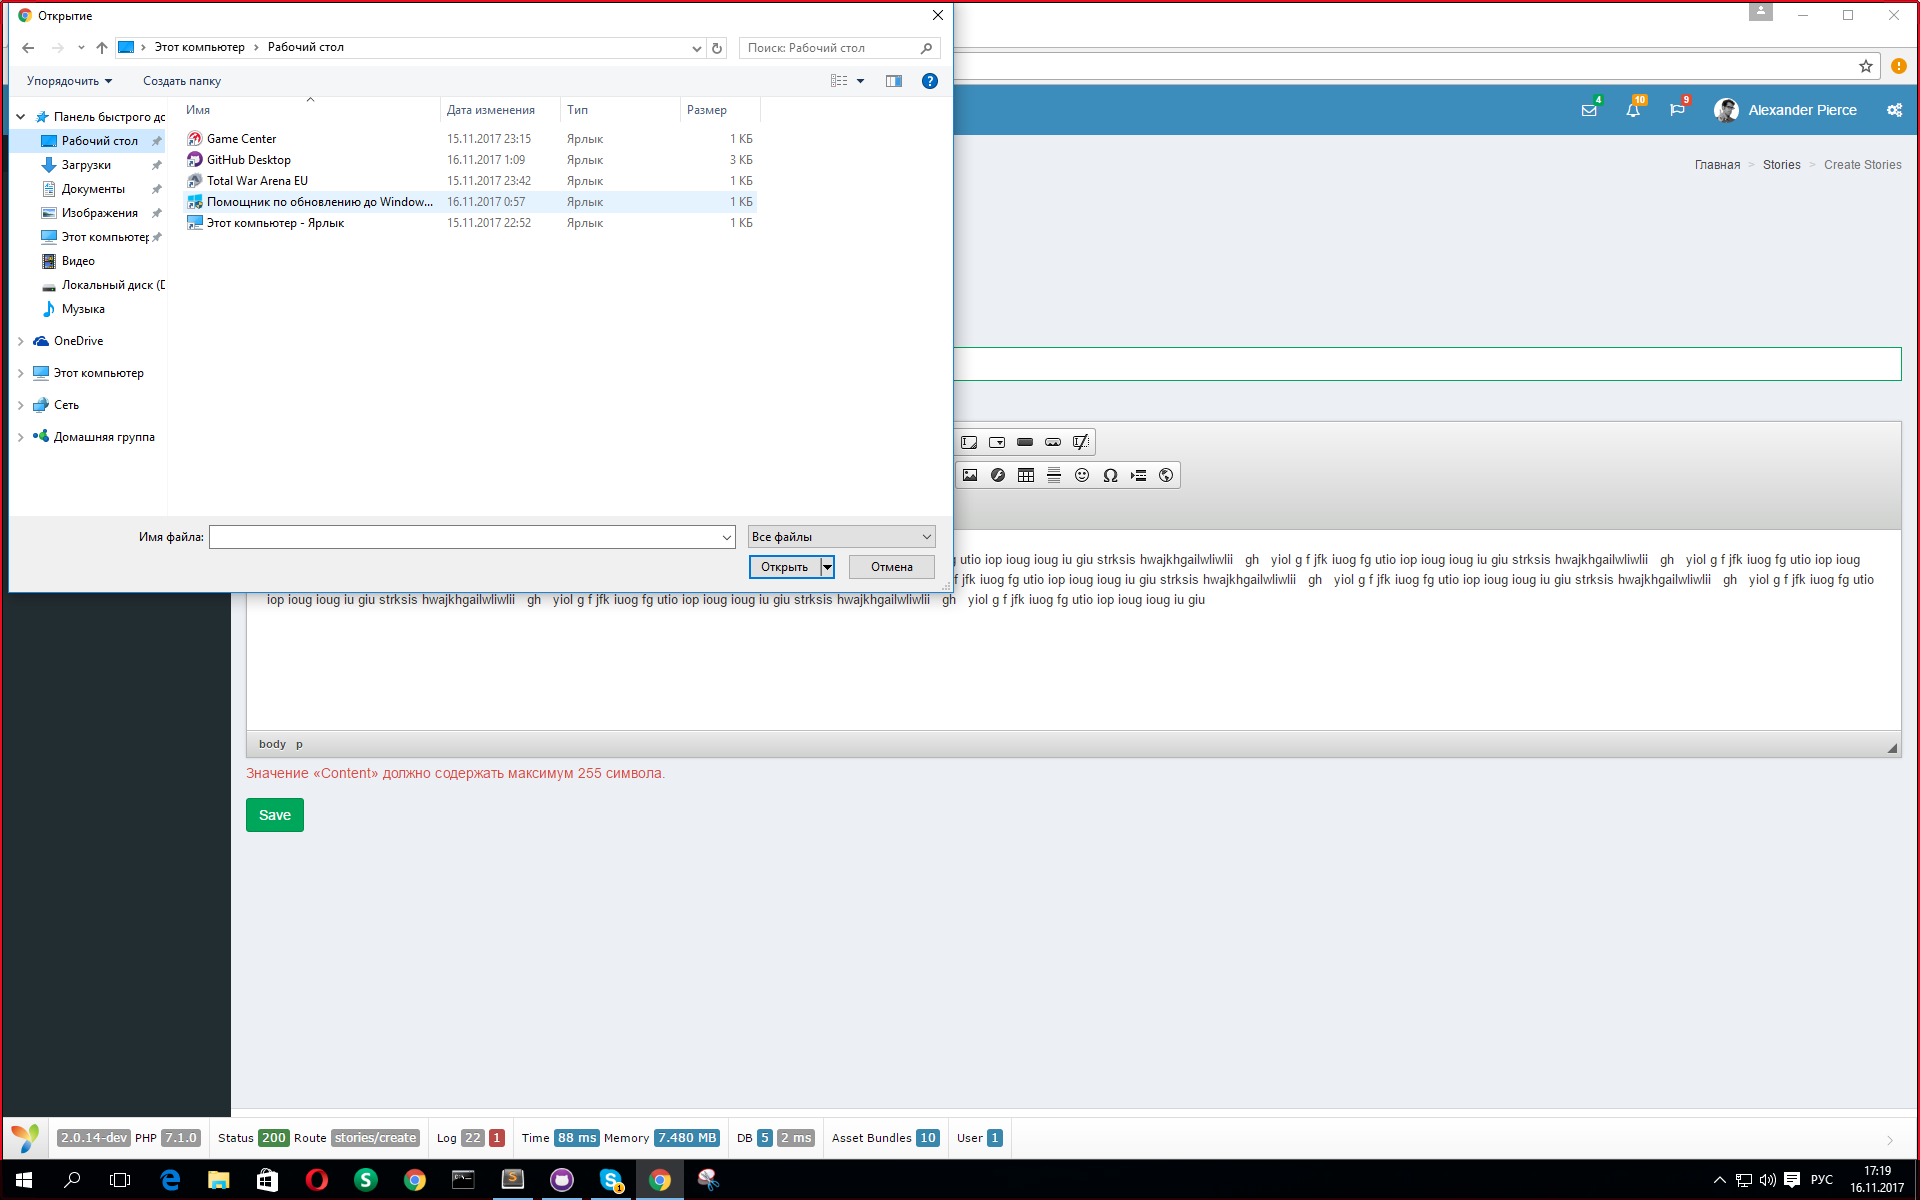 Открытие
Этот компьютер Рабочий стол
Поиск: Рабочий стол
Упорядочить Создать папку
Имя Дата изменения Тип Размер
Панель быстрого до
Рабочий стол
Загрузки
Документы
Изображения
Этот компьютер
Видео
Локальный диск (D
Музыка
OneDrive
Этот компьютер
Сеть
Домашняя группа
Game Center 15.11.2017 23:15 Ярлык 1 КБ
GitHub Desktop 16.11.2017 1:09 Ярлык 3 КБ
Total War Arena EU 15.11.2017 23:42 Ярлык 1 КБ
Помощник по обновлению до Window... 16.11.2017 0:57 Ярлык 1 КБ
Этот компьютер - Ярлык 15.11.2017 22:52 Ярлык 1 КБ
Имя файла: Все файлы
Открыть Отмена
4 10 9 Alexander Pierce
Главная > Stories > Create Stories
g utio iop ioug ioug iu giu strksis hwajkhgailwliwlii gh yiol g f jfk iuog fg utio iop ioug ioug iu giu strksis hwajkhgailwliwlii gh yiol g f jfk iuog fg utio iop ioug
f jfk iuog fg utio iop ioug ioug iu giu strksis hwajkhgailwliwlii gh yiol g f jfk iuog fg utio iop ioug ioug iu giu strksis hwajkhgailwliwlii gh yiol g f jfk iuog fg utio
iop ioug ioug iu giu strksis hwajkhgailwliwlii gh yiol g f jfk iuog fg utio iop ioug ioug iu giu strksis hwajkhgailwliwlii gh yiol g f jfk iuog fg utio iop ioug ioug iu giu
body p
Значение «Content» должно содержать максимум 255 символа.
Save
2.0.14-dev PHP 7.1.0 Status 200 Route stories/create Log 22 1 Time 88 ms Memory 7.480 MB DB 5 2 ms Asset Bundles 10 User 1
РУС
17:19
16.11.2017